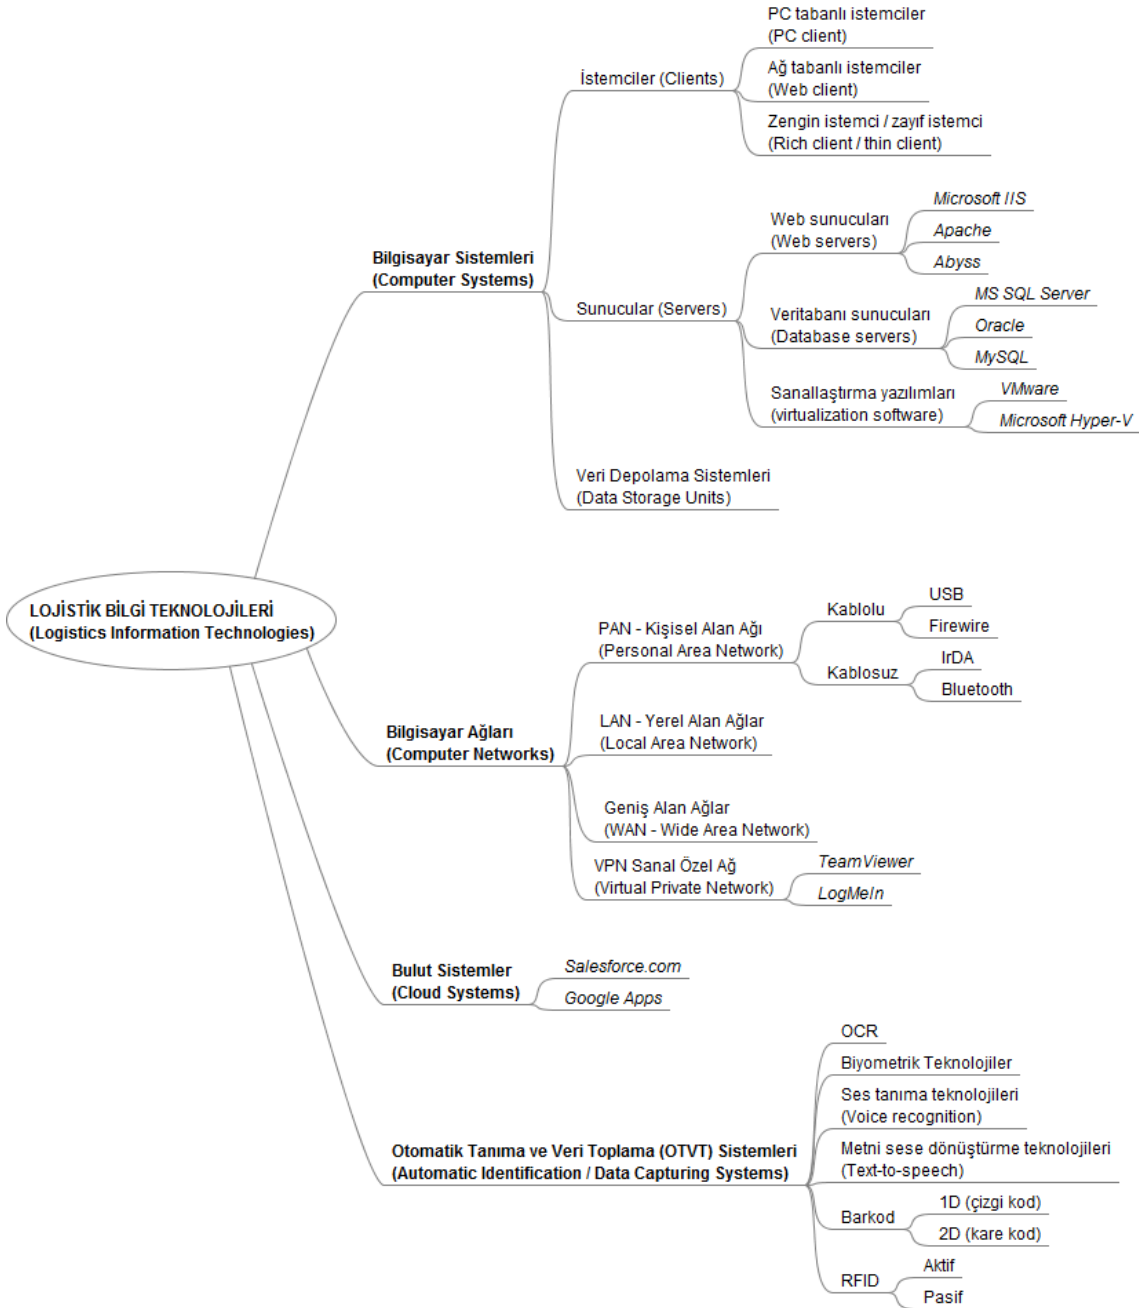 PC tabanlı istemciler
(PC client)
İstemciler (Clients)
Ağ tabanlı istemciler
(Web client)
Zengin istemci / zayıf istemci
(Rich client / thin client)
Bilgisayar Sistemleri
(Computer Systems)
Sunucular (Servers)
Web sunucuları
(Web servers)
Microsoft IIS
Apache
Abyss
Veritabanı sunucuları
(Database servers)
MS SQL Server
Oracle
MySQL
Sanallaştırma yazılımları
(virtualization software)
VMware
Microsoft Hyper-V
Veri Depolama Sistemleri
(Data Storage Units)
LOJİSTİK BİLGİ TEKNOLOJİLERİ
(Logistics Information Technologies)
Bilgisayar Ağları
(Computer Networks)
PAN - Kişisel Alan Ağı
(Personal Area Network)
Kablolu
USB
Firewire
Kablosuz
IrDA
Bluetooth
LAN - Yerel Alan Ağlar
(Local Area Network)
Geniş Alan Ağlar
(WAN - Wide Area Network)
VPN Sanal Özel Ağ
(Virtual Private Network)
TeamViewer
LogMeIn
Bulut Sistemler
(Cloud Systems)
Salesforce.com
Google Apps
Otomatik Tanıma ve Veri Toplama (OTVT) Sistemleri
(Automatic Identification / Data Capturing Systems)
OCR
Biyometrik Teknolojiler
Ses tanıma teknolojileri
(Voice recognition)
Metni sese dönüştürme teknolojileri
(Text-to-speech)
Barkod
1D (çizgi kod)
2D (kare kod)
RFID
Aktif
Pasif